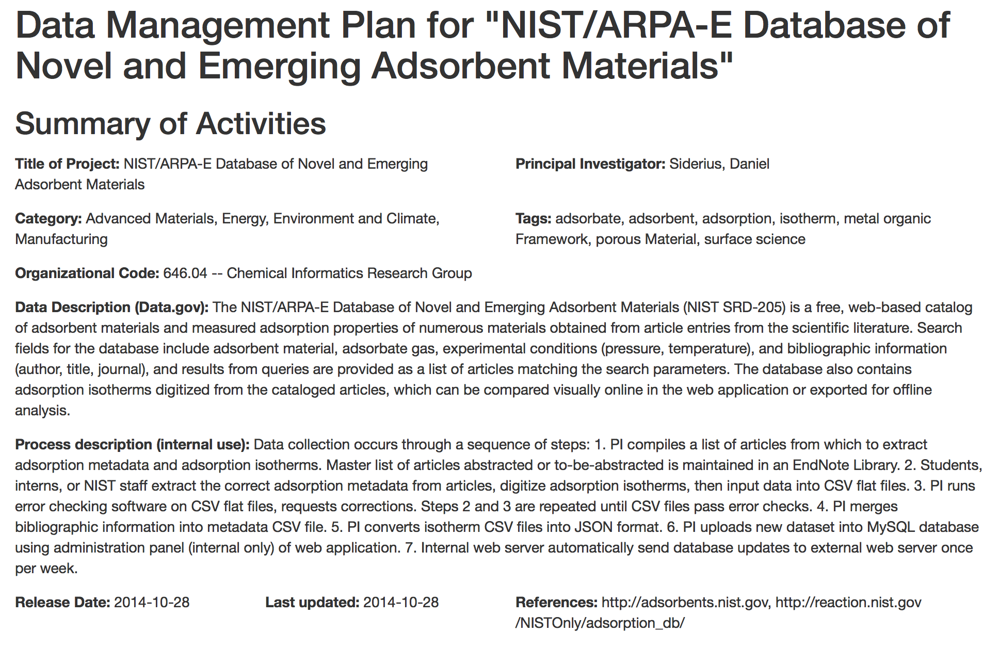 Data Management Plan for "NIST/ARPA-E Database of
Novel and Emerging Adsorbent Materials"
Summary of Activities
Title of Project: NIST/ARPA-E Database of Novel and Emerging
Adsorbent Materials
Principal Investigator: Siderius, Daniel
Category: Advanced Materials, Energy, Environment and Climate,
Manufacturing
Tags: adsorbate, adsorbent, adsorption, isotherm, metal organic
Framework, porous Material, surface science
Organizational Code: 646.04 -- Chemical Informatics Research Group
Data Description (Data.gov): The NIST/ARPA-E Database of Novel and Emerging Adsorbent Materials (NIST SRD-205) is a free, web-based catalog
of adsorbent materials and measured adsorption properties of numerous materials obtained from article entries from the scientific literature. Search
fields for the database include adsorbent material, adsorbate gas, experimental conditions (pressure, temperature), and bibliographic information
(author, title, journal), and results from queries are provided as a list of articles matching the search parameters. The database also contains
adsorption isotherms digitized from the cataloged articles, which can be compared visually online in the web application or exported for offline
analysis.
Process description (internal use): Data collection occurs through a sequence of steps: 1. PI compiles a list of articles from which to extract
adsorption metadata and adsorption isotherms. Master list of articles abstracted or to-be-abstracted is maintained in an EndNote Library. 2. Students,
interns, or NIST staff extract the correct adsorption metadata from articles, digitize adsorption isotherms, then input data into CSV flat files. 3. PI runs
error checking software on CSV flat files, requests corrections. Steps 2 and 3 are repeated until CSV files pass error checks. 4. PI merges
bibliographic information into metadata CSV file. 5. PI converts isotherm CSV files into JSON format. 6. PI uploads new dataset into MySQL database
using administration panel (internal only) of web application. 7. Internal web server automatically send database updates to external web server once
per week.
Release Date: 2014-10-28
Last updated: 2014-10-28
References: http://adsorbents.nist.gov, http://reaction.nist.gov
/NISTOnly/adsorption_db/